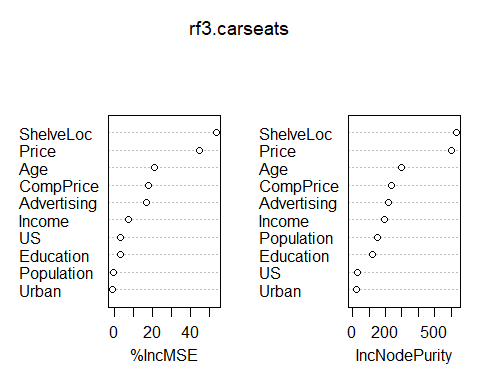 rf3.carseats
ShelveLoc
Price
Age
CompPrice
Advertising
Income
US
Education
Population
Urban
0 20 40
%IncMSE
ShelveLoc
Price
Age
CompPrice
Advertising
Income
Population
Education
US
Urban
0 200 500
IncNodePurity